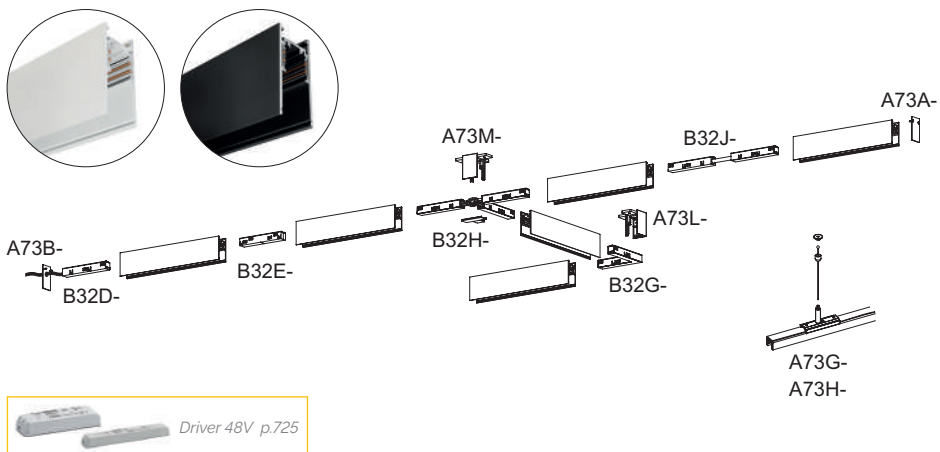 A73A-
A73M-
B32J-
A73L-
A73B-
B32H-
B32E-
B32D-
B32G-
A73G-
A73H-
Driver 48V p.725